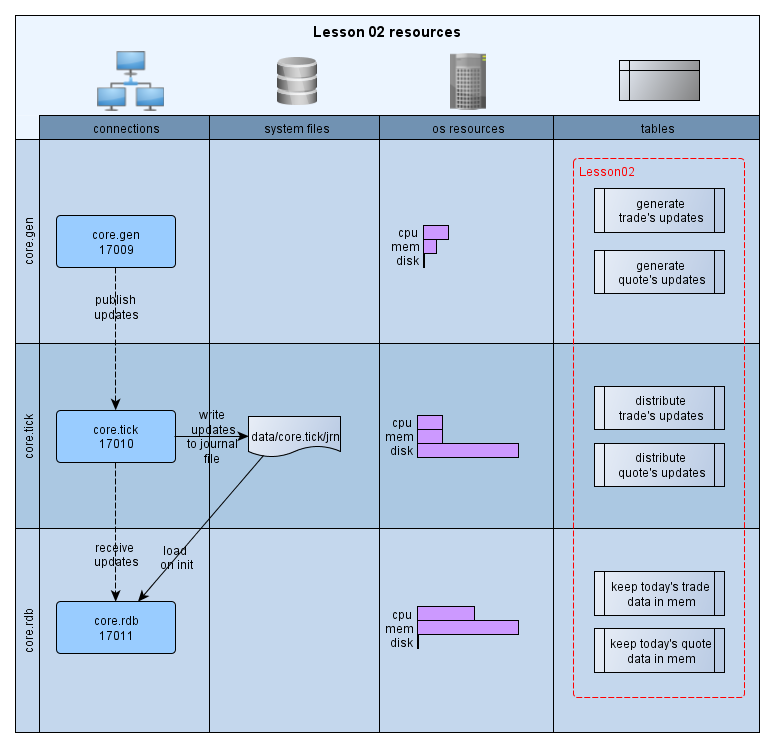 Lesson 02 resources
connections
system files
os resources
tables
core.gen
core.gen
17009
publish
updates
cpu
mem
disk
Lesson02
generate
trade's updates
generate
quote's updates
core.tick
core.tick
17010
write
updates
to journal
file
data/core.tick/jrn
cpu
mem
disk
distribute
trade's updates
distribute
quote's updates
core.rdb
receive
updates
load
on init
core.rdb
17011
cpu
mem
disk
keep today's trade
data in mem
keep today's quote
data in mem